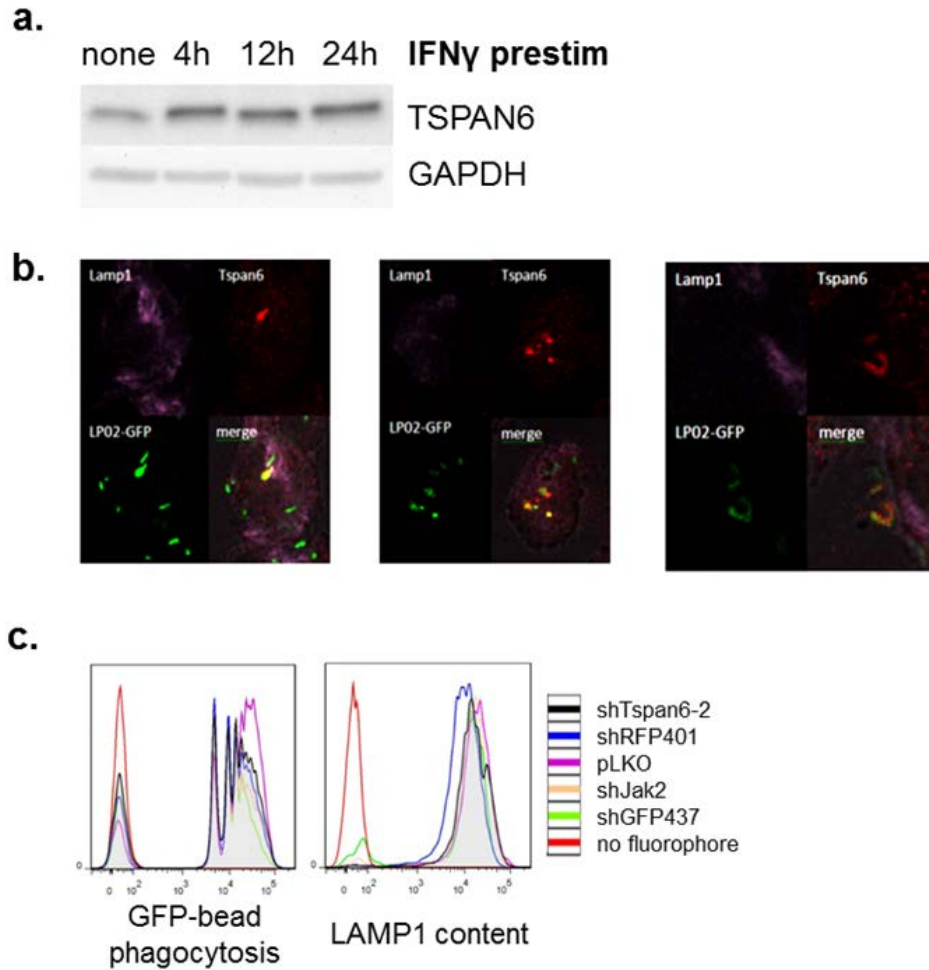 a.
none 4h 12h 24h IFNγ prestim
TSPAN6
GAPDH
b.
Lamp1 Tspan6
LP02-GFP merge
Lamp1 Tspan6
LP02-GFP merge
Lamp1 Tspan6
LP02-GFP merge
c.
0
0 10² 10³ 10⁴ 10⁵
GFP-bead
phagocytosis
0
0 10² 10³ 10⁴ 10⁵
LAMP1 content
shTspan6-2
shRFP401
pLKO
shJak2
shGFP437
no fluorophore